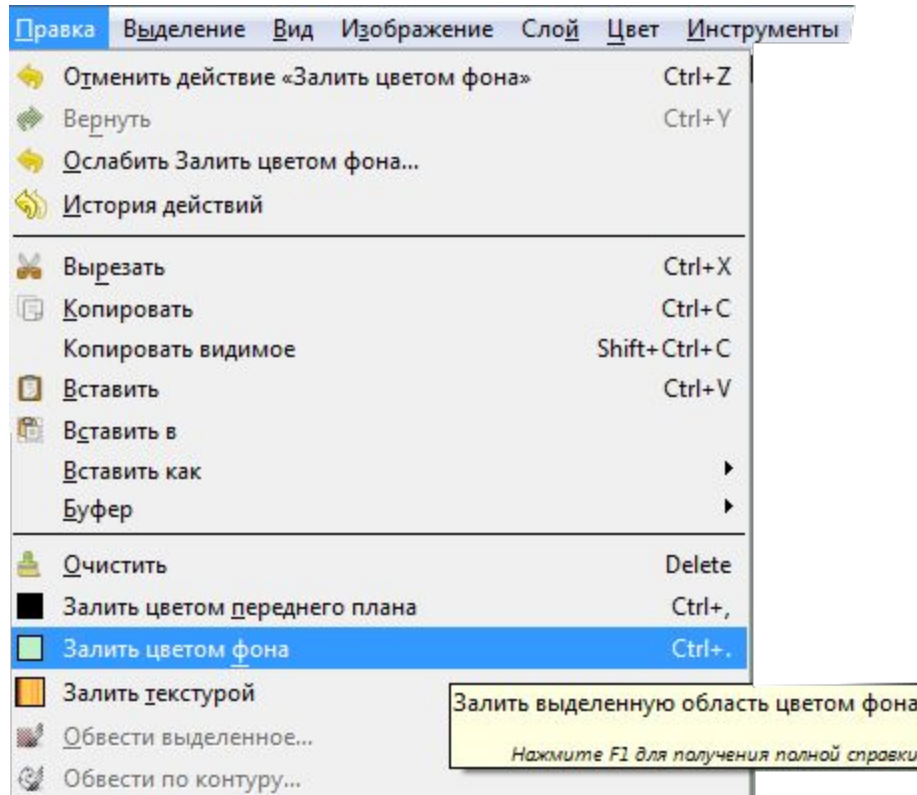 Правка Выделение Вид Изображение Слой Цвет Инструменты
Отменить действие «Залить цветом фона» Ctrl+Z
Вернуть Ctrl+Y
Ослабить Залить цветом фона...
История действий
Вырезать Ctrl+X
Копировать Ctrl+C
Копировать видимое Shift+Ctrl+C
Вставить Ctrl+V
Вставить в
Вставить как
Буфер
Очистить Delete
Залить цветом переднего плана Ctrl+,
Залить цветом фона Ctrl+.
Залить текстурой
Залить выделенную область цветом фона
Обвести выделенное...
Нажмите F1 для получения полной справки
Обвести по контуру...